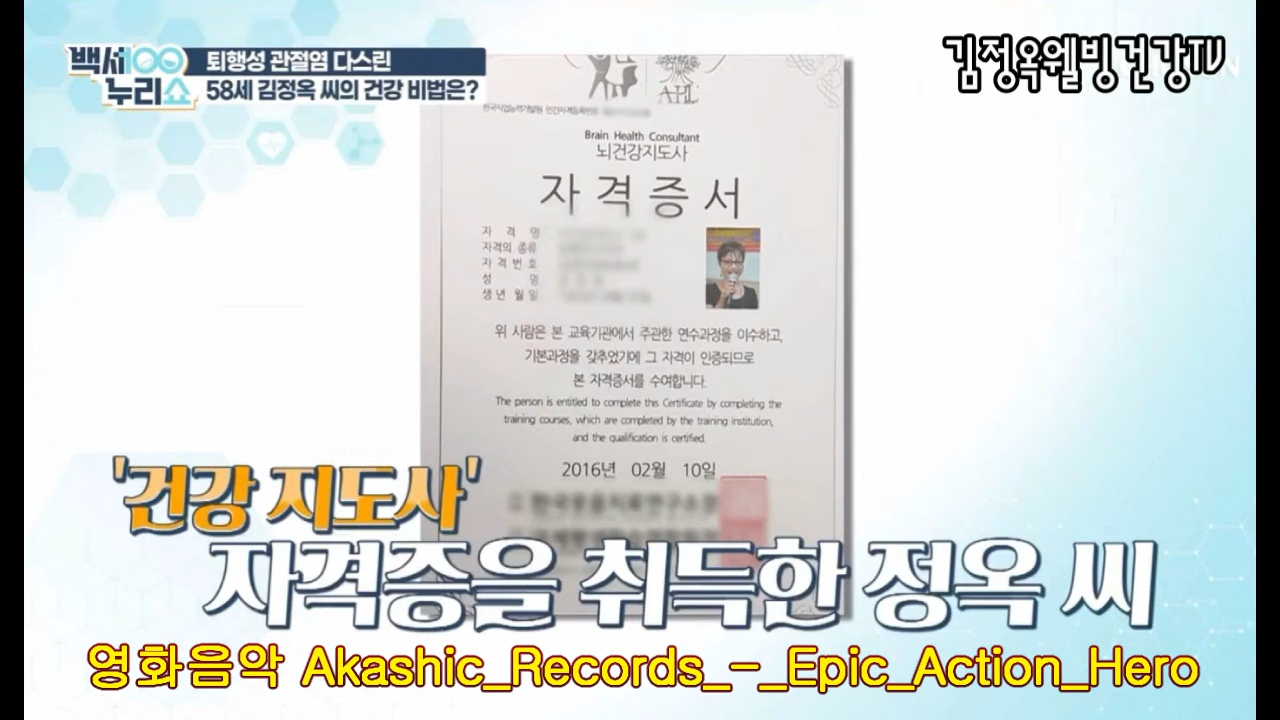 백세100
누리쇼
퇴행성 관절염 다스린
58세 김정옥 씨의 건강 비법은?
김정옥웰빙건강TV
AHL
Brain Health Consultant
뇌건강지도사
자격증서
자 격 명
자격의 종류
자 격 번 호
성 명
생 년 월 일
위 사람은 본 교육기관에서 주관한 연수과정을 이수하고,
기본과정을 갖추었기에 그 자격이 인증되므로
본 자격증서를 수여합니다.
The person is entitled to complete this Certificate by completing the
training courses, which are completed by the training institution,
and the qualification is certified.
2016년 02월 10일
'건강 지도사'
자격증을 취득한 정옥 씨
영화음악 Akashic_Records_-_Epic_Action_Hero